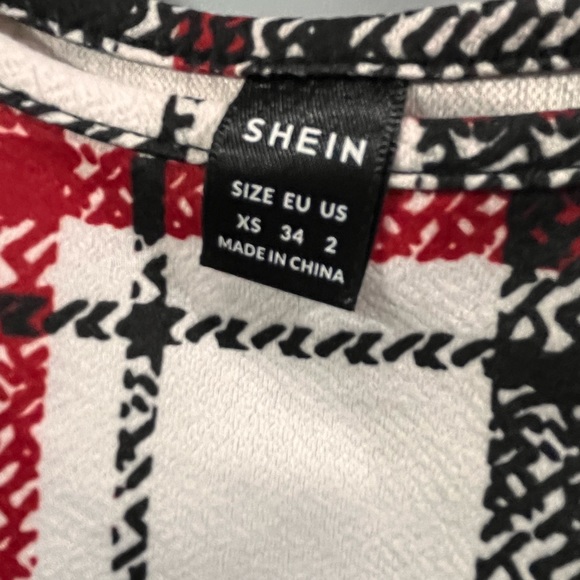 SHEIN
SIZE EU US
XS 34 2
MADE IN CHINA